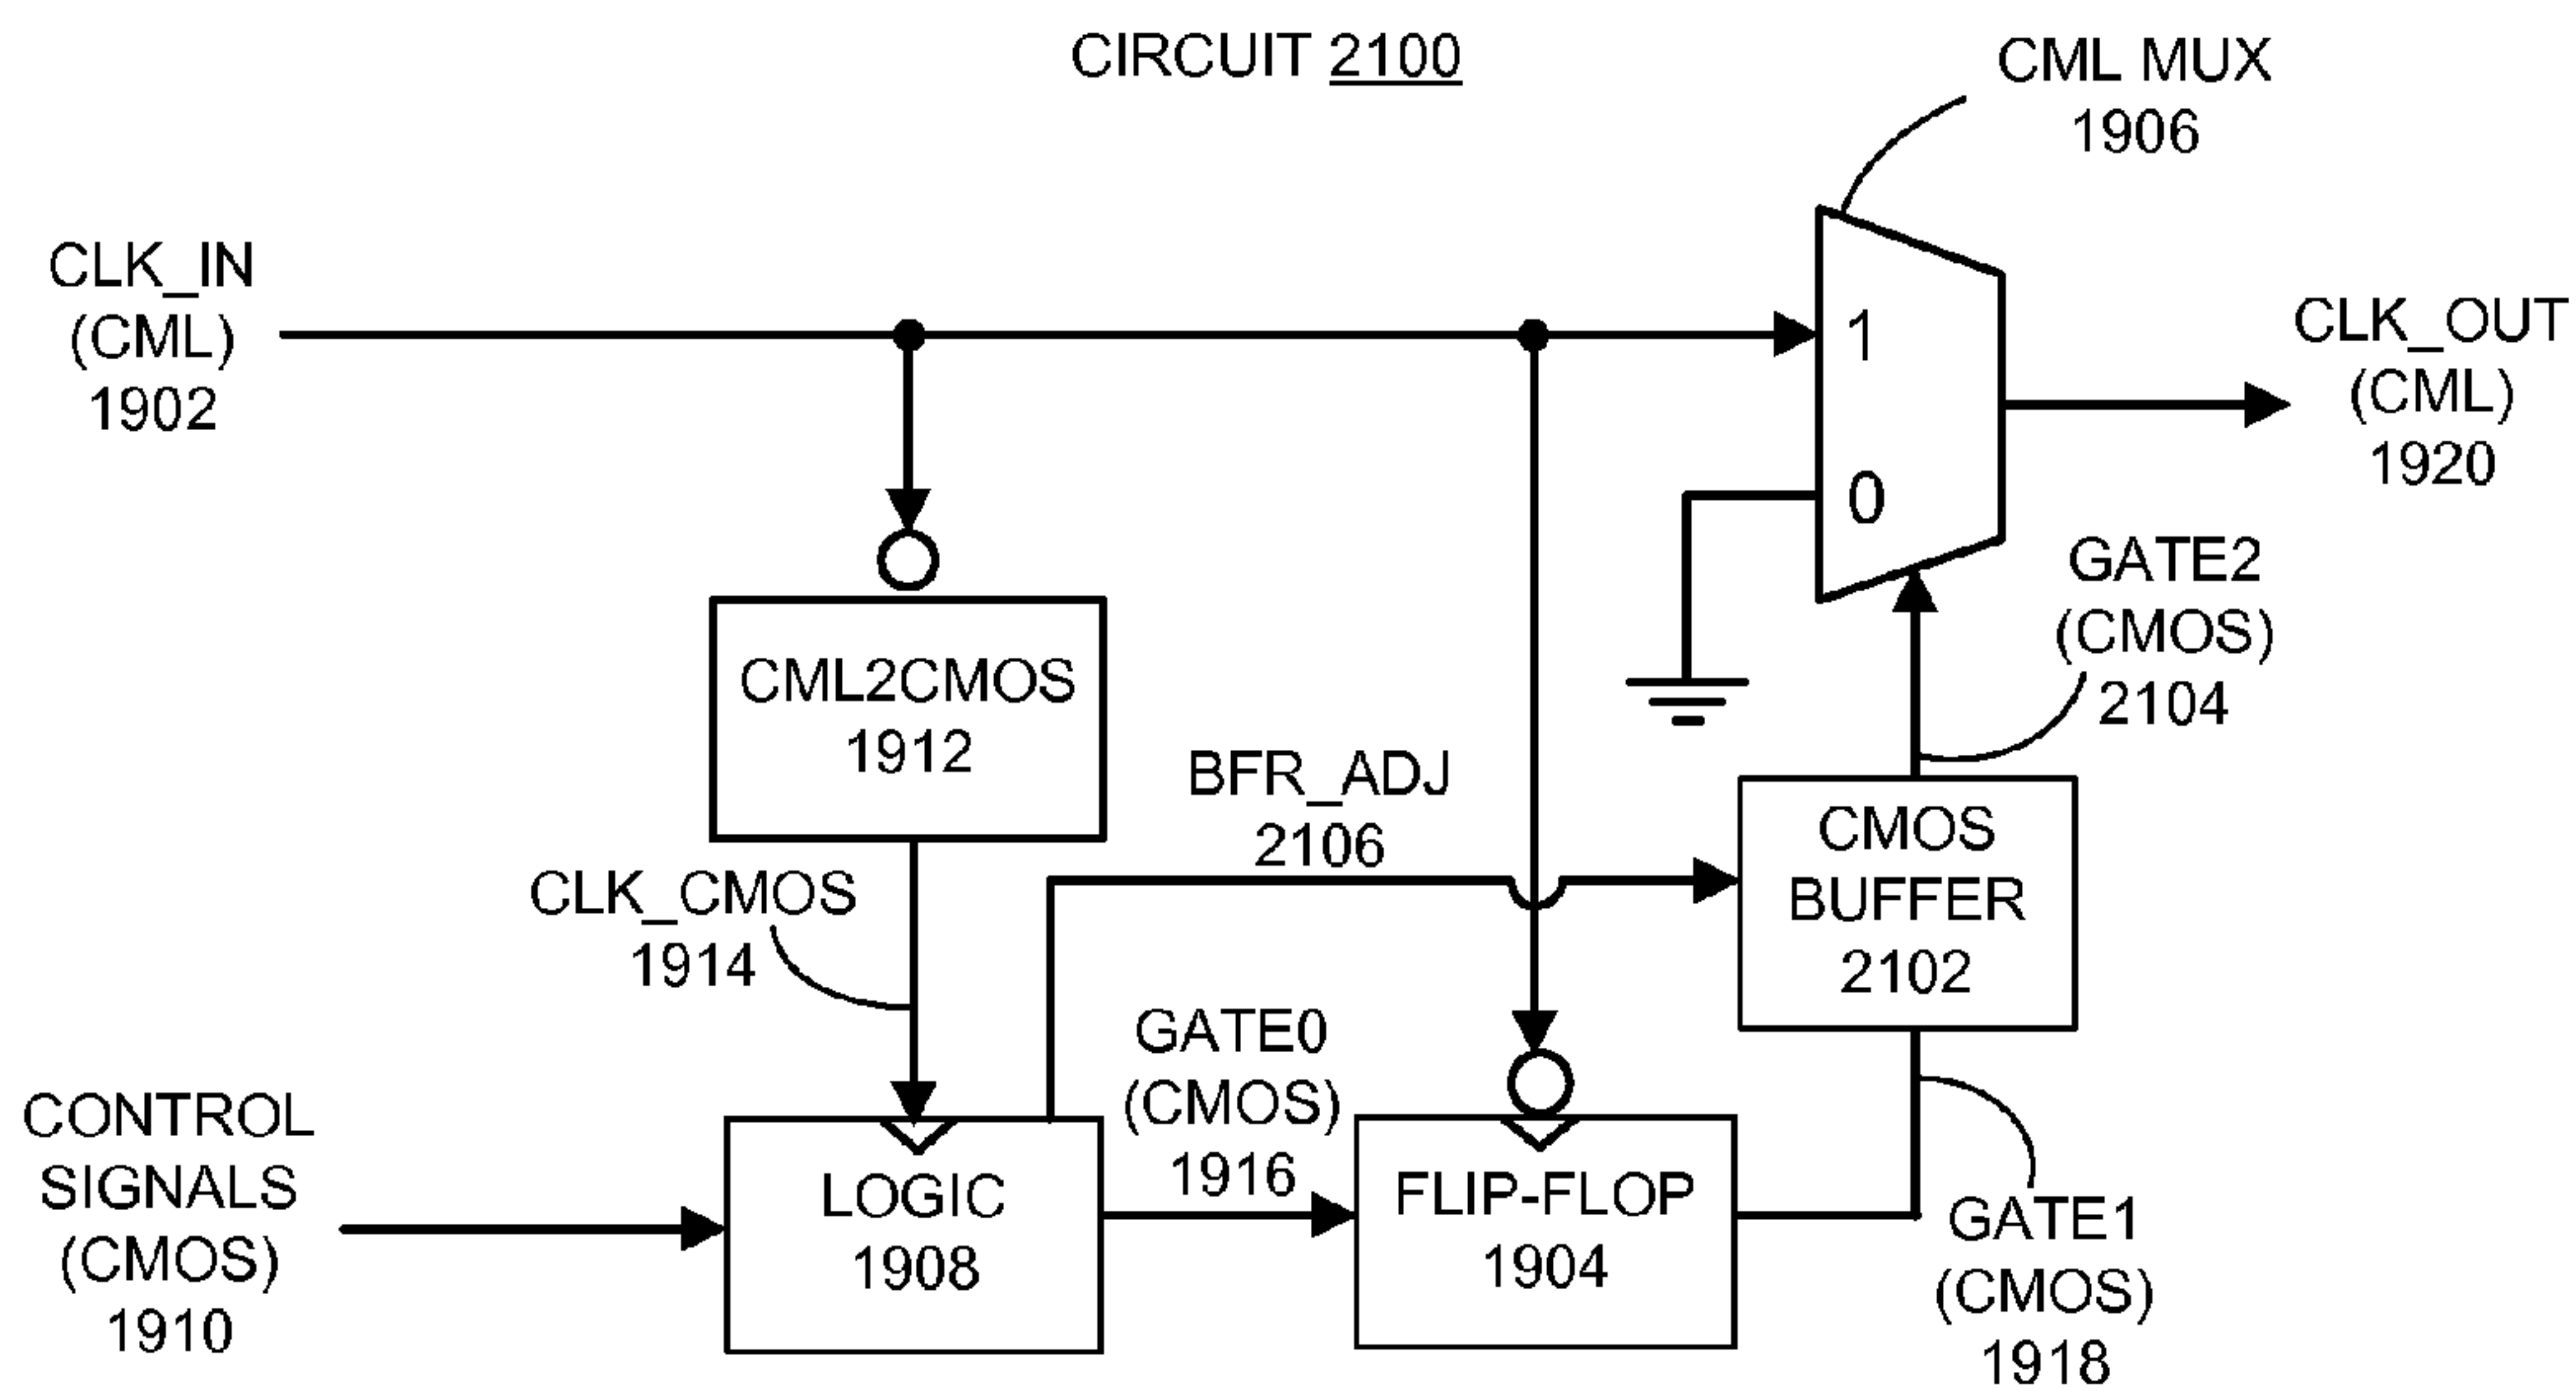 CIRCUIT 2100
CML MUX
1906
CLK_IN
(CML)
1902
1
0
CLK_OUT
(CML)
1920
GATE2
(CMOS)
2104
CML2CMOS
1912
BFR_ADJ
2106
CMOS
BUFFER
2102
CLK_CMOS
1914
GATE0
(CMOS)
1916
CONTROL
SIGNALS
(CMOS)
1910
LOGIC
1908
FLIP-FLOP
1904
GATE1
(CMOS)
1918